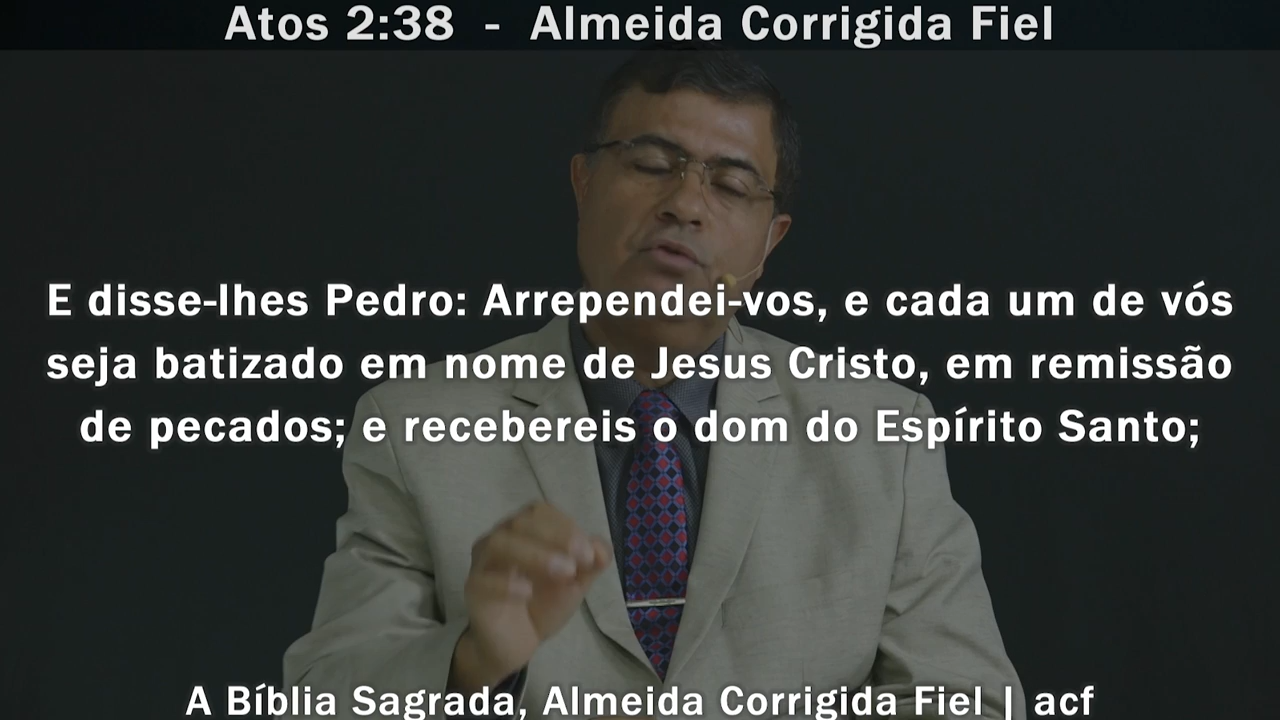 Atos 2:38 - Almeida Corrigida Fiel
E disse-lhes Pedro: Arrependei-vos, e cada um de vós
seja batizado em nome de Jesus Cristo, em remissão
de pecados; e recebereis o dom do Espírito Santo;
A Bíblia Sagrada, Almeida Corrigida Fiel | acf